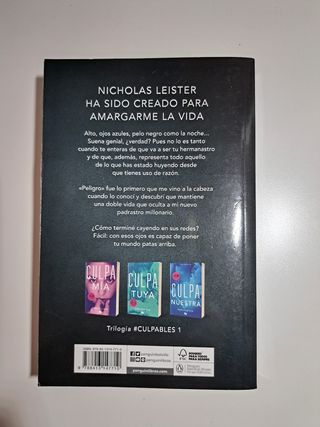 NICHOLAS LEISTER
HA SIDO CREADO PARA
AMARGARME LA VIDA
Alto, ojos azules, pelo negro como la noche...
Suena genial, ¿verdad? Pues no lo es tanto
cuando te enteras de que va a ser tu hermanastro
y de que, además, representa todo aquello
de lo que has estado huyendo desde
que tienes uso de razón.
«Peligro» fue lo primero que me vino a la cabeza
cuando lo conocí y descubrí que mantiene
una doble vida que oculta a mi nuevo
padrastro millonario.
¿Cómo terminé cayendo en sus redes?
Fácil: con esos ojos es capaz de poner
tu mundo patas arriba.
CULPA
MÍA
CULPA
TUYA
CULPA
NUESTRA
Trilogía #CULPABLES 1
penguinlibros
penguinlibros.com
FSC
Penguin